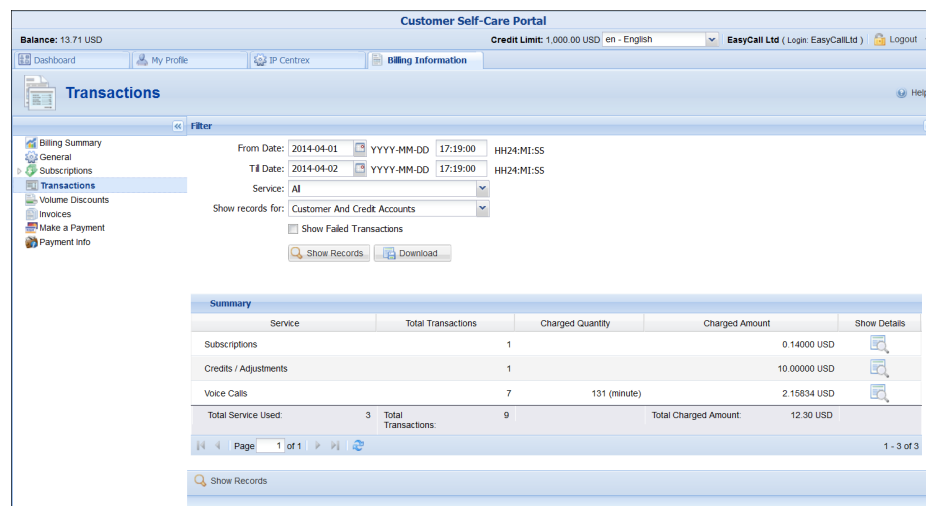 Customer Self-Care Portal
Balance: 13.71 USD Credit Limit: 1,000.00 USD en - English EasyCall Ltd ( Login: EasyCallLtd ) Logout
Dashboard My Profile IP Centrex Billing Information
Transactions Help
Filter
Billing Summary
General
Subscriptions
Transactions
Volume Discounts
Invoices
Make a Payment
Payment Info
From Date: 2014-04-01 YYYY-MM-DD 17:19:00 HH24:MI:SS
Till Date: 2014-04-02 YYYY-MM-DD 17:19:00 HH24:MI:SS
Service: All
Show records for: Customer And Credit Accounts
Show Failed Transactions
Show Records Download
Summary
Service Total Transactions Charged Quantity Charged Amount Show Details
Subscriptions 1 0.14000 USD
Credits / Adjustments 1 10.00000 USD
Voice Calls 7 131 (minute) 2.15834 USD
Total Service Used: 3 Total 9 Total Charged Amount: 12.30 USD
Transactions:
Page 1 of 1 1 - 3 of 3
Show Records